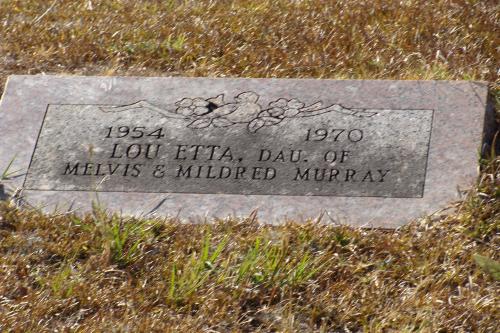 1954 1970
LOU ETTA, DAU. OF
MELVIS & MILDRED MURRAY